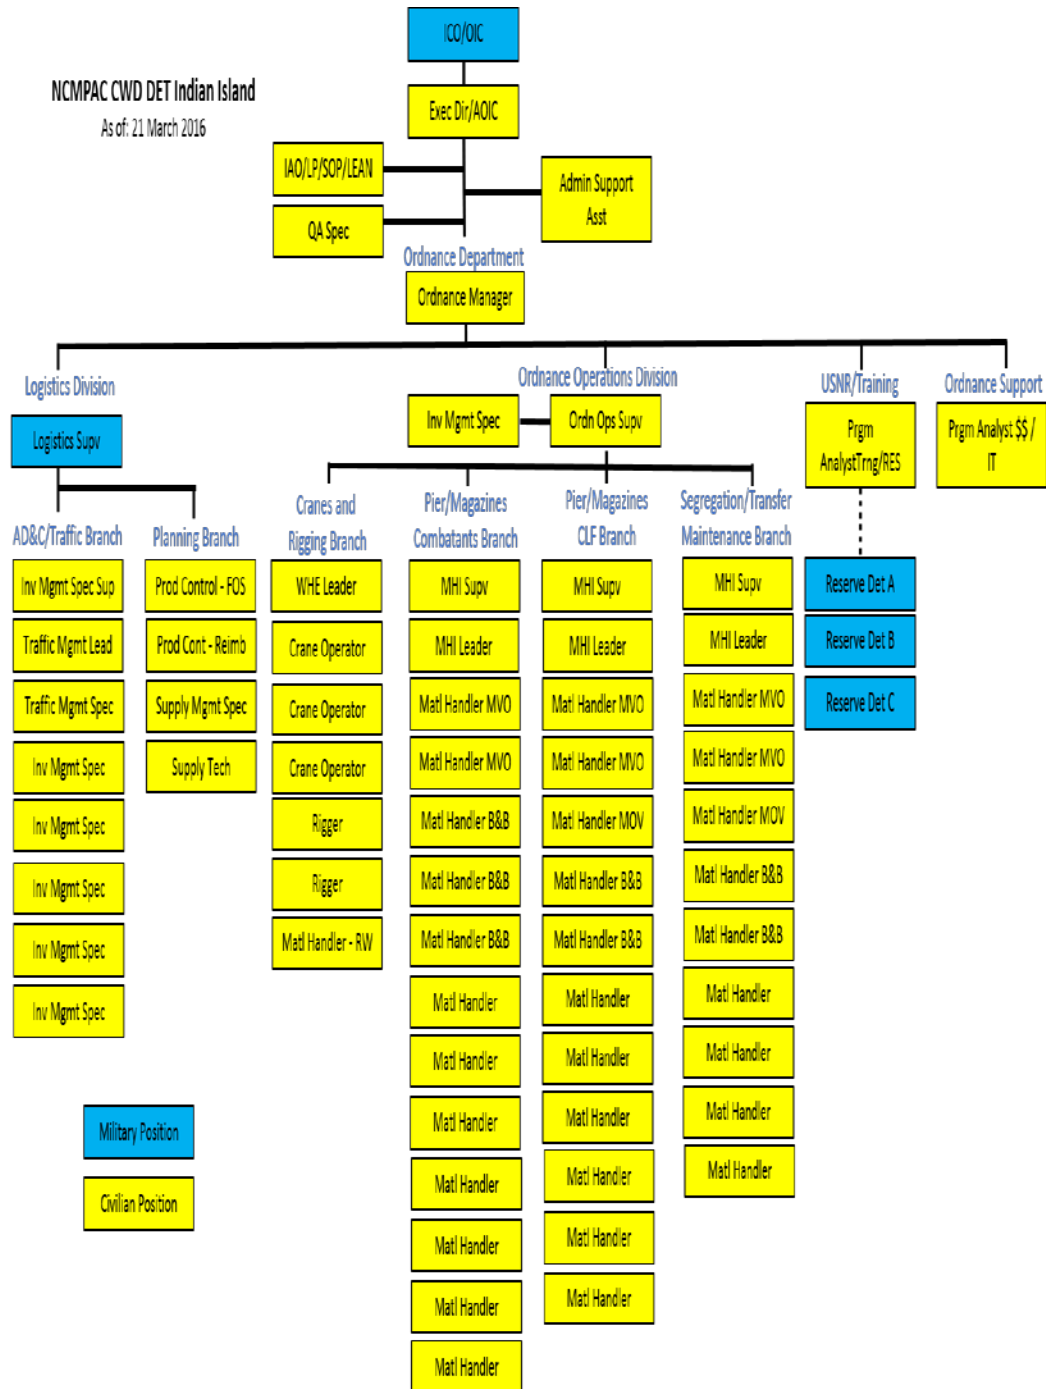 ICO/OIC
NCMPAC CWD DET Indian Island
As of: 21 March 2016
Exec Dir/AOIC
IAO/LP/SOP/LEAN
Admin Support
Asst
QA Spec
Ordnance Department
Ordnance Manager
Logistics Division
Logistics Supv
AD&C/Traffic Branch
Inv Mgmt Spec Sup
Traffic Mgmt Lead
Traffic Mgmt Spec
Inv Mgmt Spec
Inv Mgmt Spec
Inv Mgmt Spec
Inv Mgmt Spec
Inv Mgmt Spec
Planning Branch
Prod Control - FOS
Prod Cont - Reimb
Supply Mgmt Spec
Supply Tech
Ordnance Operations Division
Inv Mgmt Spec
Ordn Ops Supv
Cranes and
Rigging Branch
WHE Leader
Crane Operator
Crane Operator
Crane Operator
Rigger
Rigger
Matl Handler - RW
Pier/Magazines
Combatants Branch
MHI Supv
MHI Leader
Matl Handler MVO
Matl Handler MVO
Matl Handler B&B
Matl Handler B&B
Matl Handler B&B
Matl Handler
Matl Handler
Matl Handler
Matl Handler
Matl Handler
Matl Handler
Matl Handler
Pier/Magazines
CLF Branch
MHI Supv
MHI Leader
Matl Handler MVO
Matl Handler MVO
Matl Handler MOV
Matl Handler B&B
Matl Handler B&B
Matl Handler
Matl Handler
Matl Handler
Matl Handler
Matl Handler
Matl Handler
Segregation/Transfer
Maintenance Branch
MHI Supv
MHI Leader
Matl Handler MVO
Matl Handler MVO
Matl Handler MOV
Matl Handler B&B
Matl Handler B&B
Matl Handler
Matl Handler
Matl Handler
Matl Handler
USNR/Training
Prgm
AnalystTrng/RES
Reserve Det A
Reserve Det B
Reserve Det C
Ordnance Support
Prgm Analyst $$ /
IT
Military Position
Civilian Position